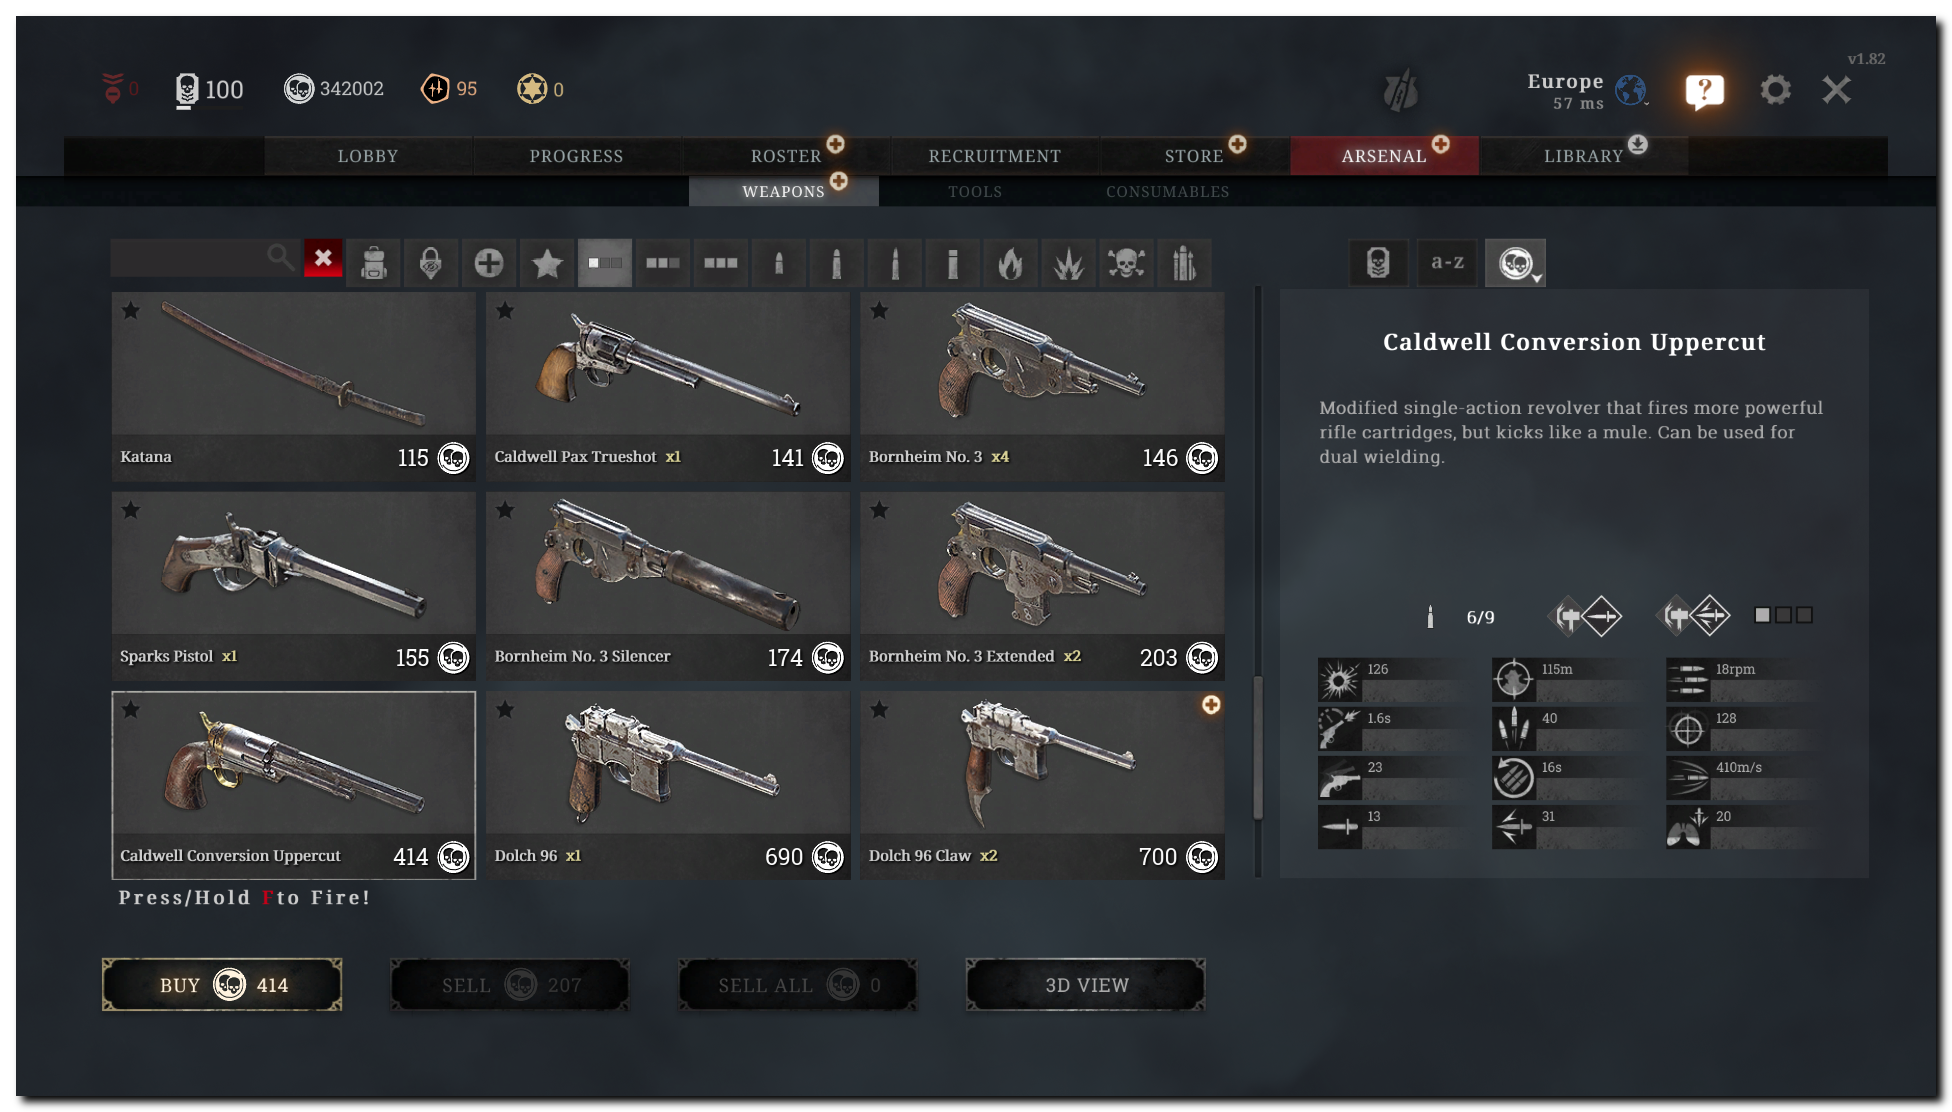 v1.82
0 100 342002 95 0
Europe
57 ms
?
LOBBY PROGRESS ROSTER RECRUITMENT STORE ARSENAL LIBRARY
WEAPONS TOOLS CONSUMABLES
a-z
Katana 115
Caldwell Pax Trueshot x1 141
Bornheim No. 3 x4 146
Sparks Pistol x1 155
Bornheim No. 3 Silencer 174
Bornheim No. 3 Extended x2 203
Caldwell Conversion Uppercut 414
Dolch 96 x1 690
Dolch 96 Claw x2 700
Press/Hold F to Fire!
BUY 414
SELL 207
SELL ALL 0
3D VIEW
Caldwell Conversion Uppercut
Modified single-action revolver that fires more powerful
rifle cartridges, but kicks like a mule. Can be used for
dual wielding.
6/9
126 115m 18rpm
1.6s 40 128
23 16s 410m/s
13 31 20